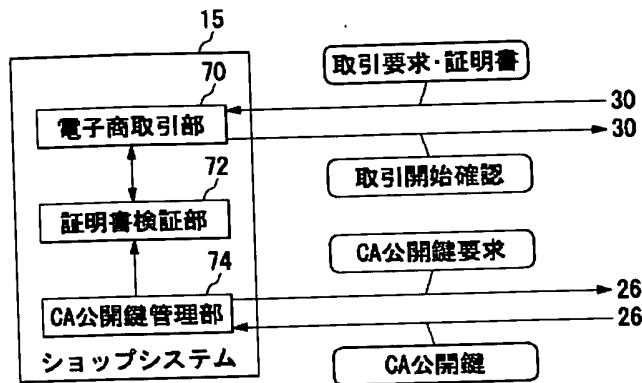 15
70
取引要求・証明書
30
電子商取引部
30
72
取引開始確認
証明書検証部
74
CA公開鍵要求
26
CA公開鍵管理部
26
ショップシステム
CA公開鍵